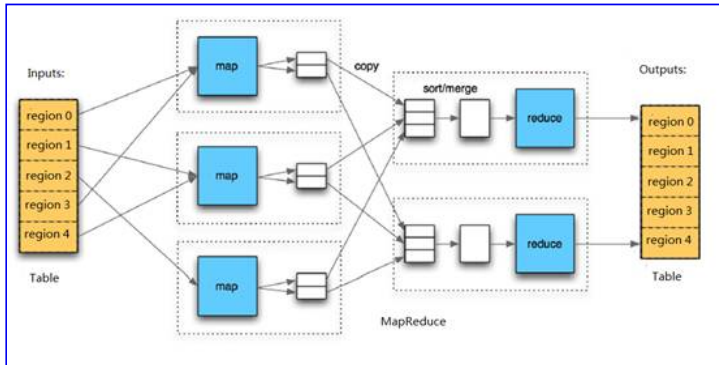 Inputs:
region 0
region 1
region 2
region 3
region 4
Table
map
map
map
copy
sort/merge
reduce
reduce
MapReduce
Outputs:
region 0
region 1
region 2
region 3
region 4
Table